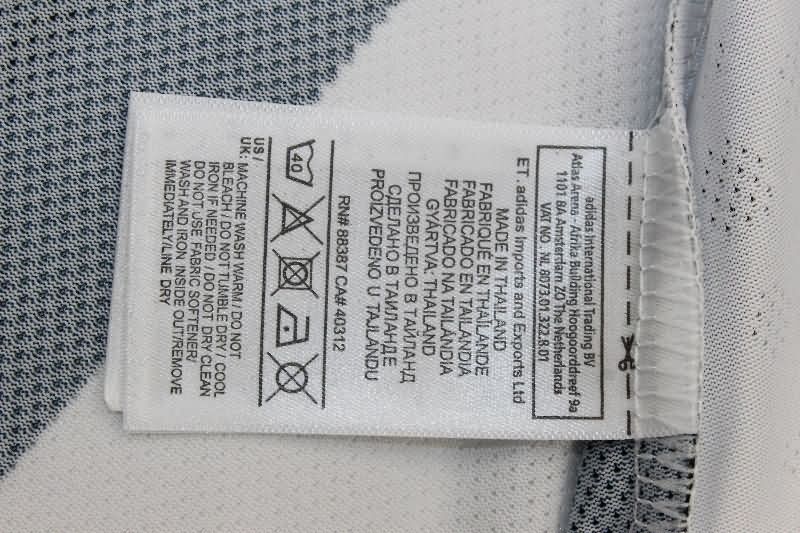 adidas International Trading BV
Atlas Arena - Afrika Building Hoogoorddreef 9a
1101 BA Amsterdam ZO The Netherlands
VAT NO. :NL 8073.01.323.B.01
ET .adidas Imports and Exports Ltd
MADE IN THAILAND
FABRIQUÉ EN THAÏLANDE
FABRICADO EN TAILANDIA
FABRICADO NA TAILÂNDIA
GYÁRTVA: THAILAND
ПРОИЗВЕДЕНО В ТАЙЛАНД
СДЕЛАНО В ТАИЛАНДЕ
PROIZVEDENO U TAJLANDU
RN# 88387 CA# 40312
40
US /
UK: MACHINE WASH WARM / DO NOT
BLEACH / DO NOT TUMBLE DRY / COOL
IRON IF NEEDED / DO NOT DRY CLEAN
DO NOT USE FABRIC SOFTENER/
WASH AND IRON INSIDE OUT/REMOVE
IMMEDIATELY/LINE DRY